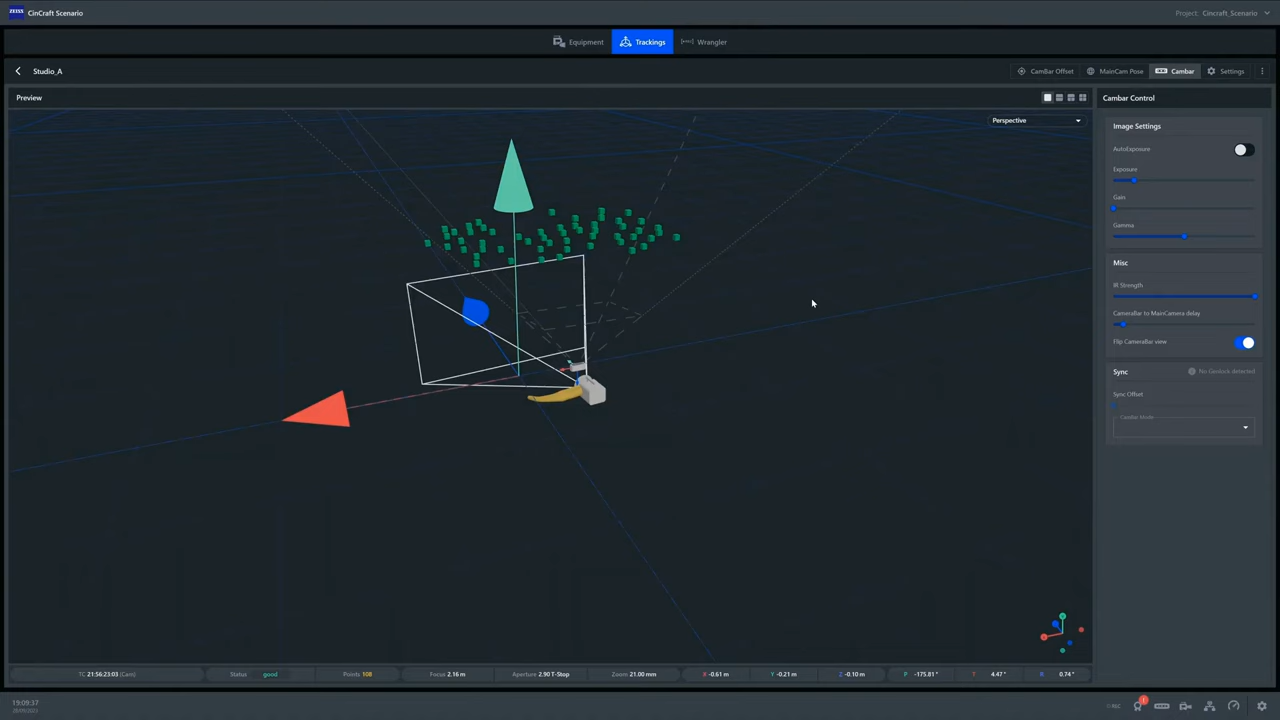 ZEISS
CinCraft Scenario
Project: Cincraft_Scenario
Equipment
Trackings
Wrangler
Studio_A
CamBar Offset
MainCam Pose
Cambar
Settings
Preview
Perspective
Cambar Control
Image Settings
AutoExposure
Exposure
Gain
Gamma
Misc
IR Strength
CameraBar to MainCamera delay
Flip CameraBar view
Sync
No Genlock detected
Sync Offset
CamBar Mode
TC 21:56:23:03 (Cam)
Status good
Points 108
Focus 2.16 m
Aperture 2.90 T-Stop
Zoom 21.00 mm
X -0.61 m
Y -0.21 m
Z -0.10 m
P -175.81°
T 4.47°
R 0.74°
19:09:37
REC